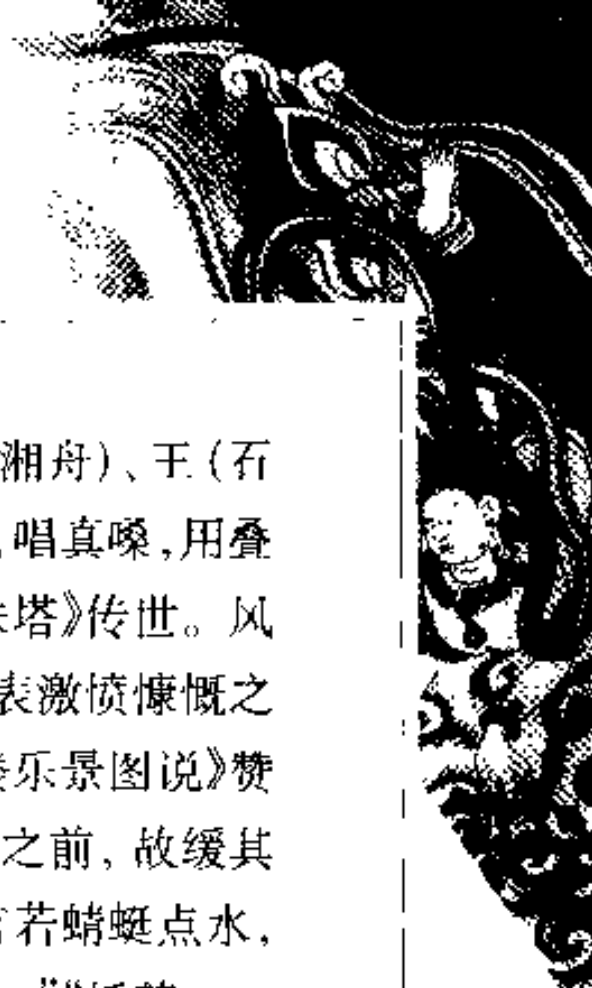 湘舟)、王(石
唱真嗓,用叠
塔》传世。风
表激愤慷慨之
乐景图说》赞
之前,故缓其
若蜻蜓点水,